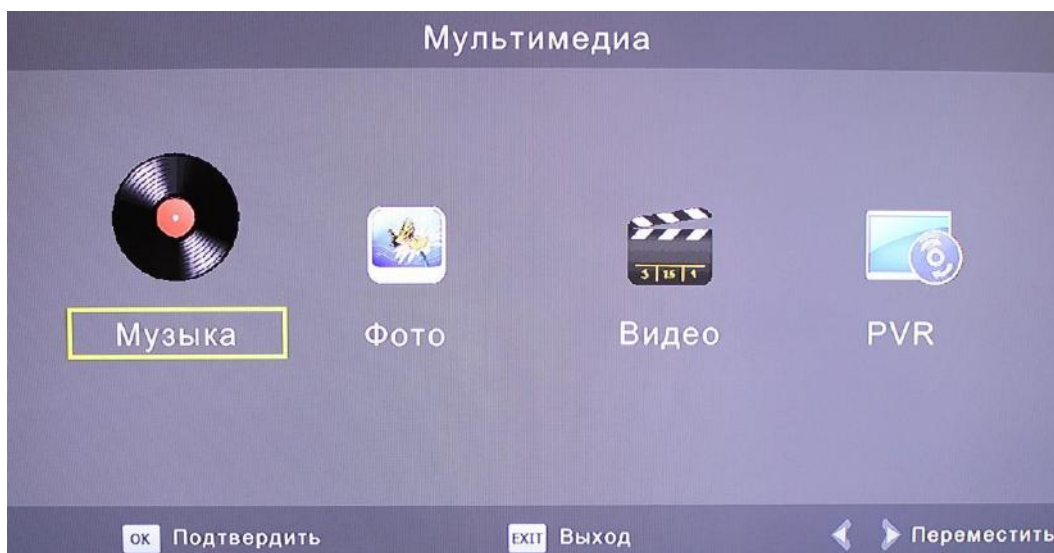 Мультимедиа
Музыка Фото Видео PVR
OK Подтвердить EXIT Выход Переместить